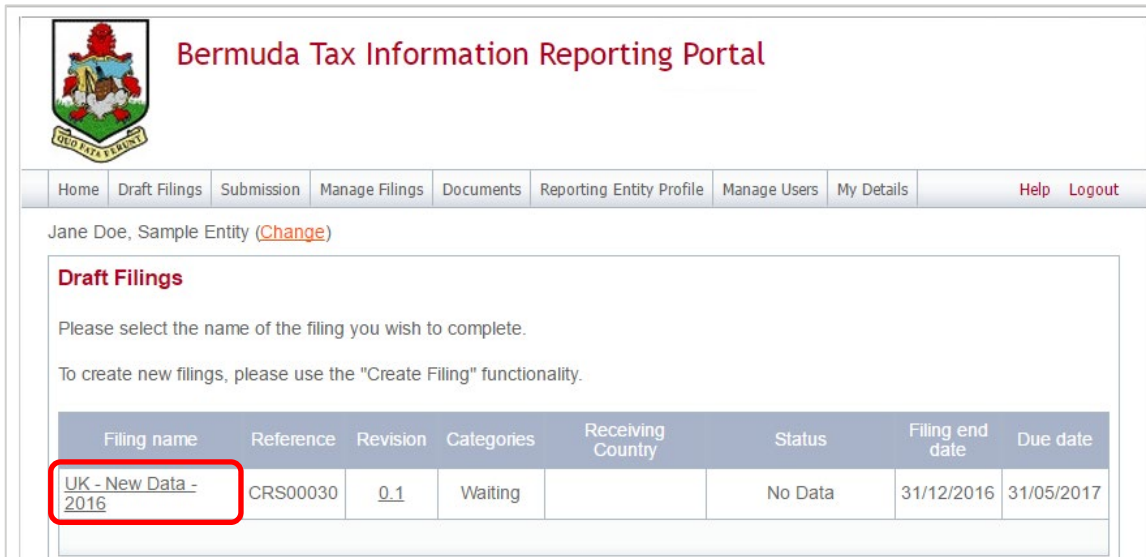 Bermuda Tax Information Reporting Portal
QUO FATA FERUNT
Home Draft Filings Submission Manage Filings Documents Reporting Entity Profile Manage Users My Details Help Logout
Jane Doe, Sample Entity (Change)
Draft Filings
Please select the name of the filing you wish to complete.
To create new filings, please use the "Create Filing" functionality.
Filing name Reference Revision Categories Receiving Country Status Filing end date Due date
UK - New Data - 2016 CRS00030 0.1 Waiting No Data 31/12/2016 31/05/2017